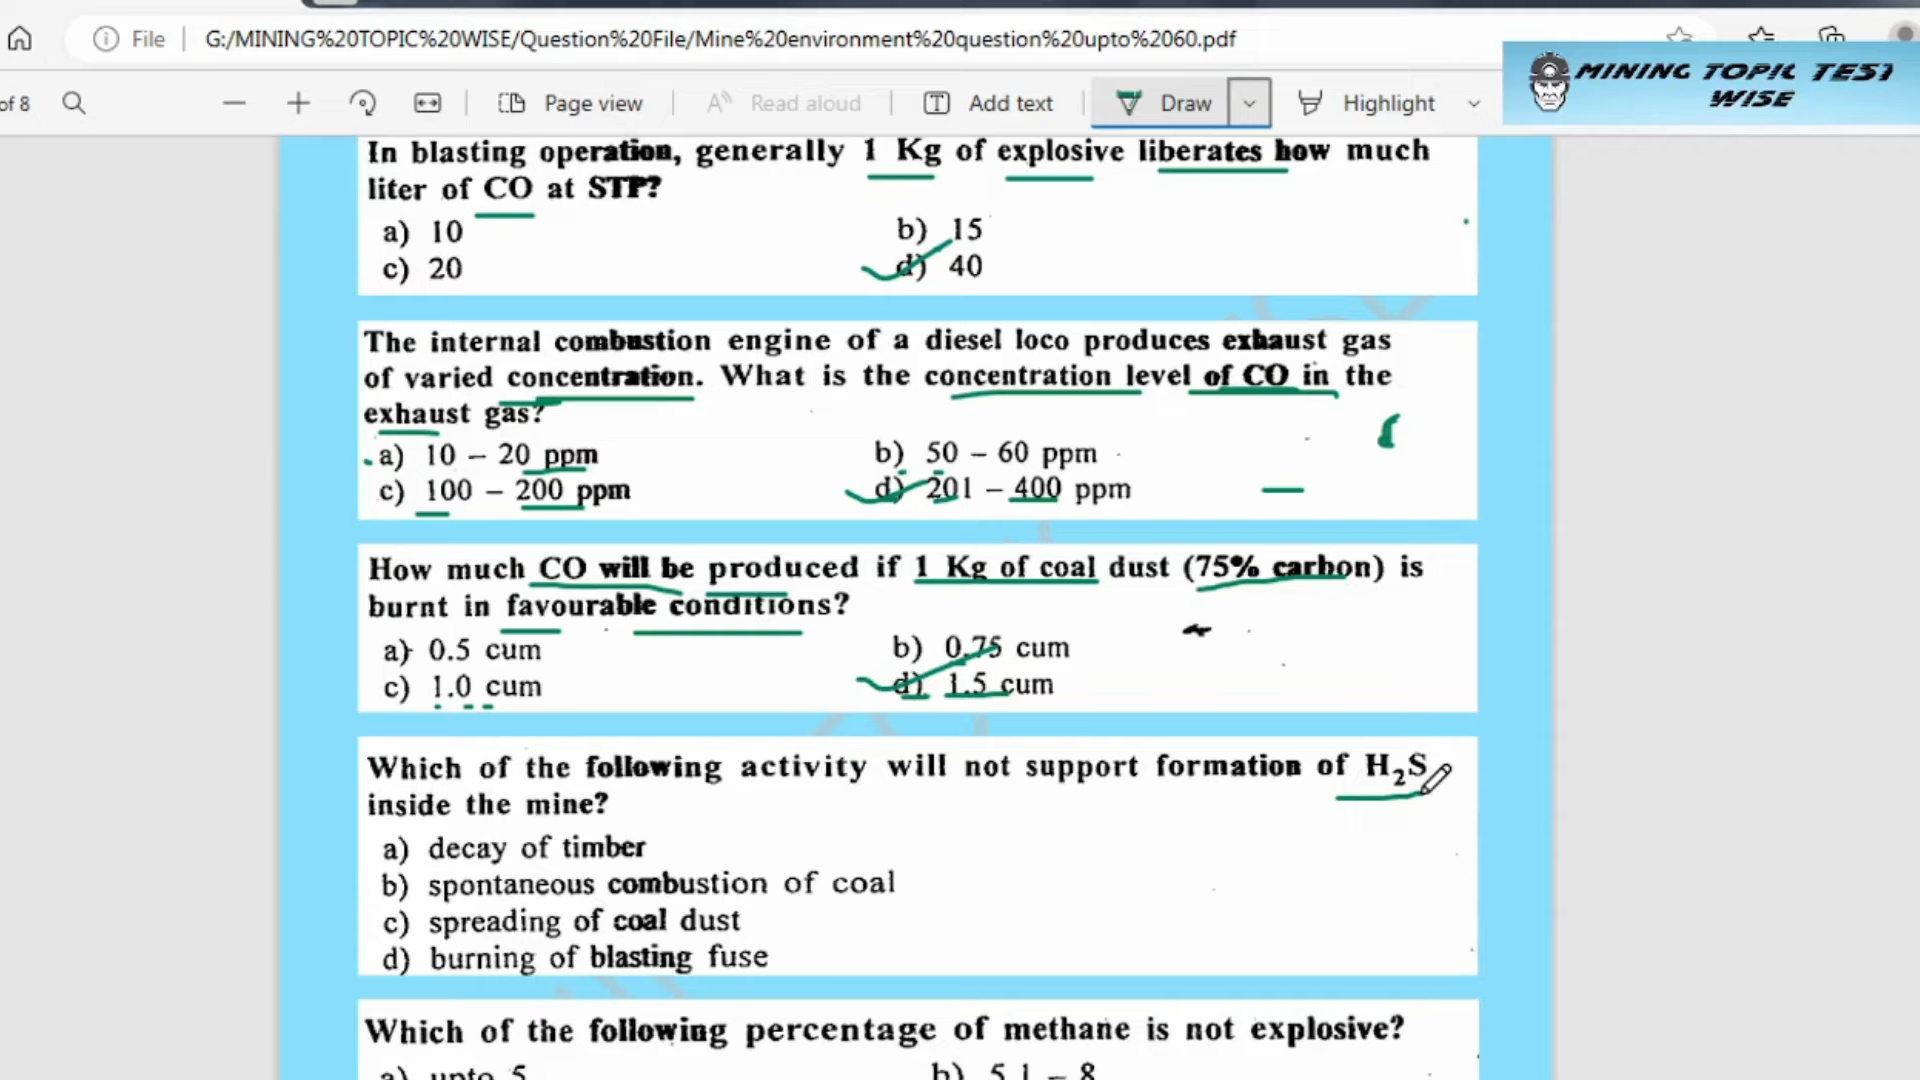 File
G:/MINING%20TOPIC%20WISE/Question%20File/Mine%20environment%20question%20upto%2060.pdf
MINING TOPIC TEST
WISE
of 8
Page view
Read aloud
Add text
Draw
Highlight
In blasting operation, generally 1 Kg of explosive liberates how much
liter of CO at STP?
a) 10
b) 15
c) 20
d) 40
The internal combustion engine of a diesel loco produces exhaust gas
of varied concentration. What is the concentration level of CO in the
exhaust gas?
a) 10 – 20 ppm
b) 50 – 60 ppm
c) 100 – 200 ppm
d) 201 – 400 ppm
How much CO will be produced if 1 Kg of coal dust (75% carbon) is
burnt in favourable conditions?
a) 0.5 cum
b) 0.75 cum
c) 1.0 cum
d) 1.5 cum
Which of the following activity will not support formation of H₂S
inside the mine?
a) decay of timber
b) spontaneous combustion of coal
c) spreading of coal dust
d) burning of blasting fuse
Which of the following percentage of methane is not explosive?
a) upto 5
b) 5.1 – 8